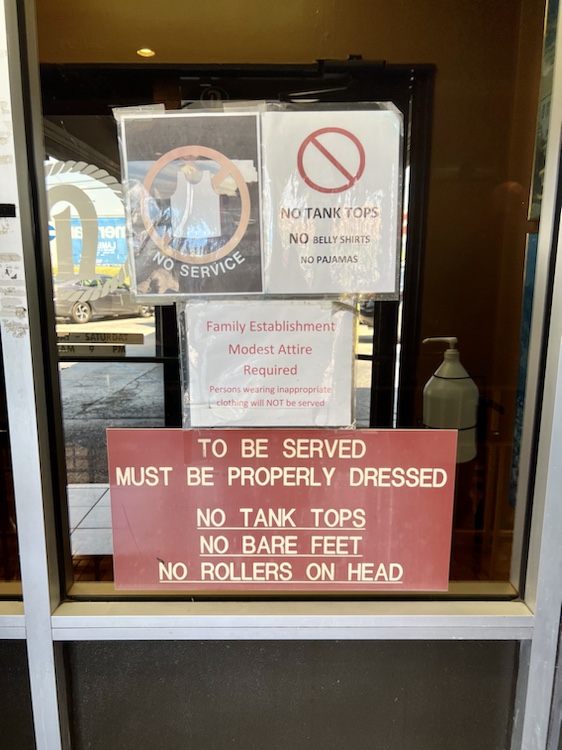 NO SERVICE
NO TANK TOPS
NO BELLY SHIRTS
NO PAJAMAS
Family Establishment
Modest Attire
Required
Persons wearing inappropriate
clothing will NOT be served
TO BE SERVED
MUST BE PROPERLY DRESSED
NO TANK TOPS
NO BARE FEET
NO ROLLERS ON HEAD
SATURDAY